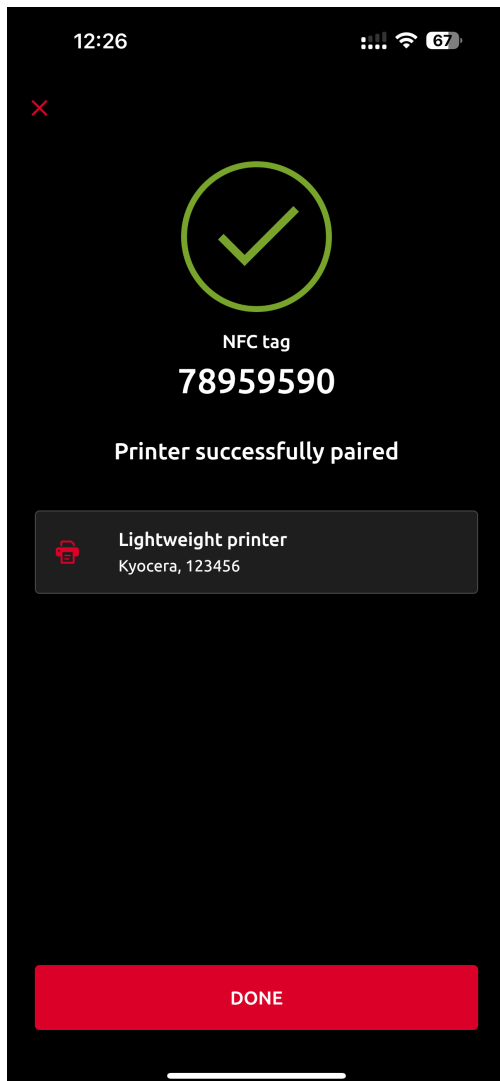 12:26
67
NFC tag
78959590
Printer successfully paired
Lightweight printer
Kyocera, 123456
DONE